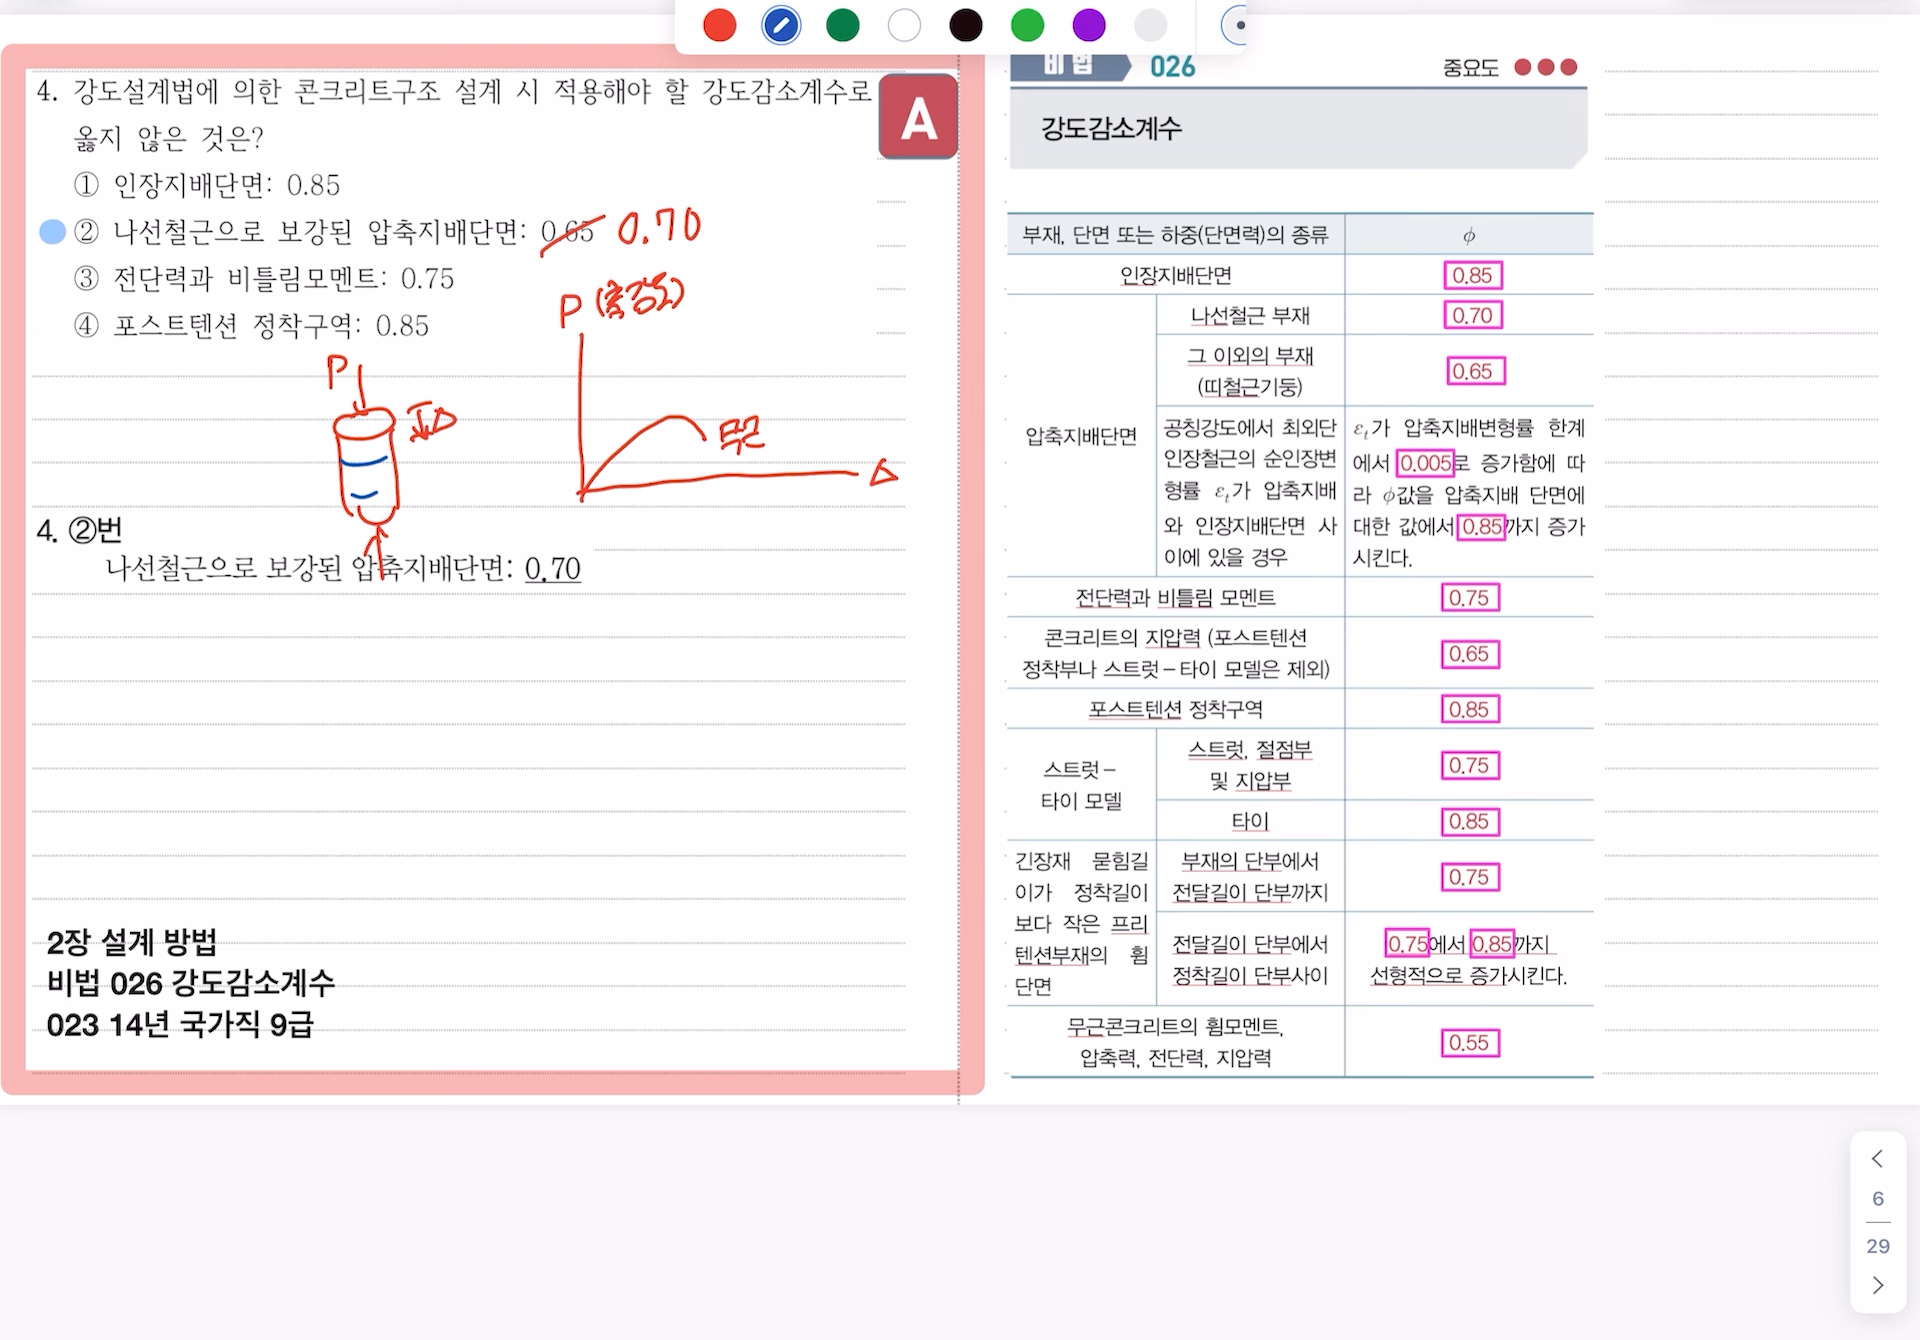 4. 강도설계법에 의한 콘크리트구조 설계 시 적용해야 할 강도감소계수로
옳지 않은 것은?
① 인장지배단면: 0.85
② 나선철근으로 보강된 압축지배단면: 0.65 0.70
③ 전단력과 비틀림모멘트: 0.75
④ 포스트텐션 정착구역: 0.85
A
P
P
무근
Δ
4. ②번
나선철근으로 보강된 압축지배단면: 0.70
2장 설계 방법
비법 026 강도감소계수
023 14년 국가직 9급
비법 026
중요도
강도감소계수
부재, 단면 또는 하중(단면력)의 종류
ϕ
인장지배단면
0.85
압축지배단면
나선철근 부재
0.70
그 이외의 부재
(띠철근기둥)
0.65
공칭강도에서 최외단
인장철근의 순인장변
형률 εt가 압축지배
와 인장지배단면 사
이에 있을 경우
εt가 압축지배변형률 한계
에서 0.005로 증가함에 따
라 ϕ값을 압축지배 단면에
대한 값에서 0.85까지 증가
시킨다.
전단력과 비틀림 모멘트
0.75
콘크리트의 지압력 (포스트텐션
정착부나 스트럿-타이 모델은 제외)
0.65
포스트텐션 정착구역
0.85
스트럿-
타이 모델
스트럿, 절점부
및 지압부
0.75
타이
0.85
긴장재 묻힘길
이가 정착길이
보다 작은 프리
텐션부재의 휨
단면
부재의 단부에서
전달길이 단부까지
0.75
전달길이 단부에서
정착길이 단부사이
0.75에서 0.85까지
선형적으로 증가시킨다.
무근콘크리트의 휨모멘트,
압축력, 전단력, 지압력
0.55
6
29